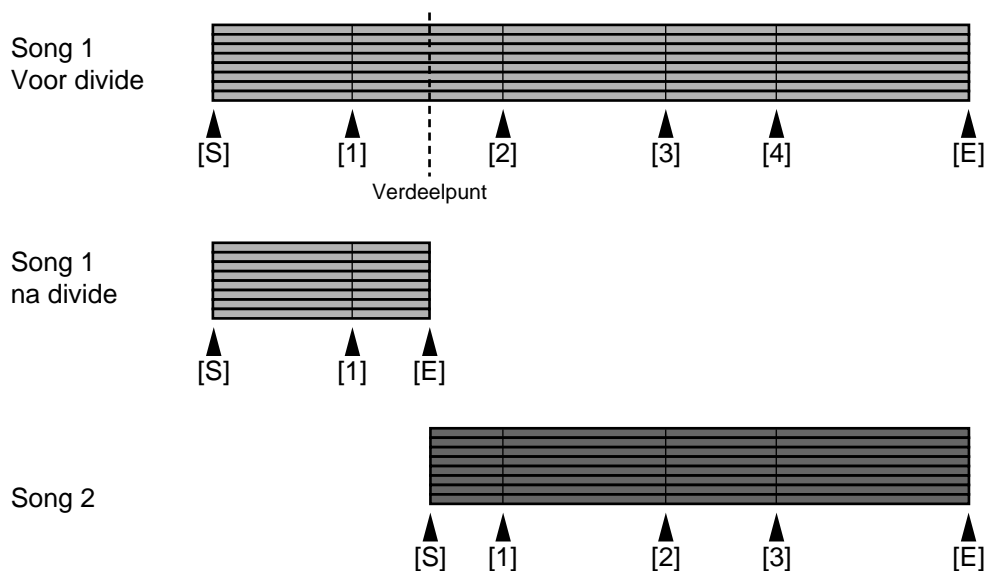 Song 1
Voor divide
[S] [1] [2] [3] [4] [E]
Verdeelpunt
Song 1
na divide
[S] [1] [E]
Song 2
[S] [1] [2] [3] [E]